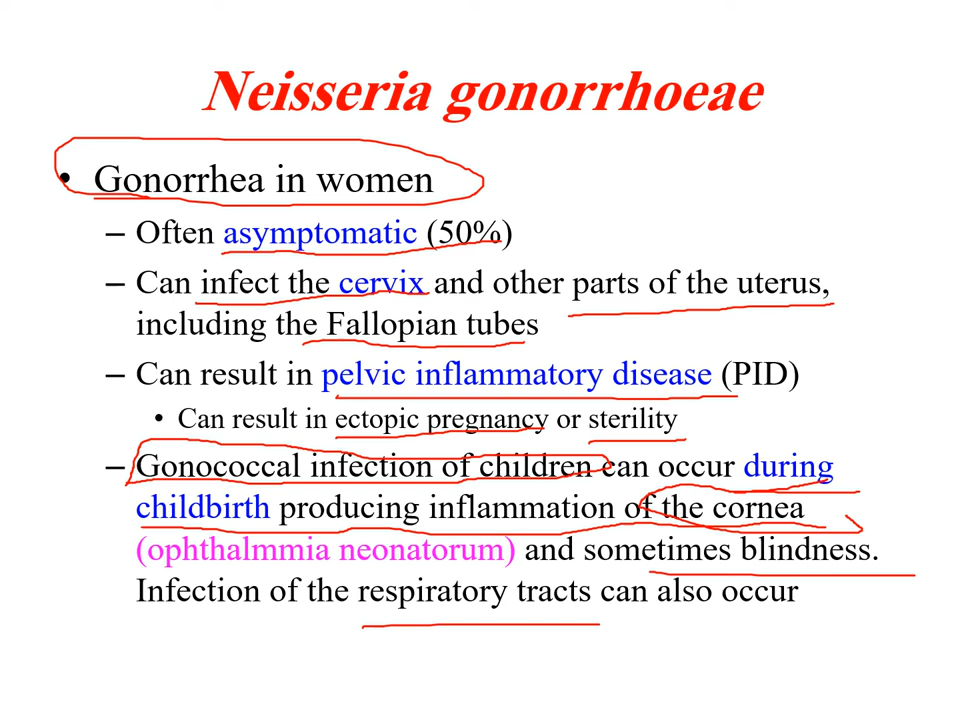 Neisseria gonorrhoeae
• Gonorrhea in women
– Often asymptomatic (50%)
– Can infect the cervix and other parts of the uterus,
including the Fallopian tubes
– Can result in pelvic inflammatory disease (PID)
• Can result in ectopic pregnancy or sterility
– Gonococcal infection of children can occur during
childbirth producing inflammation of the cornea
(ophthalmmia neonatorum) and sometimes blindness.
Infection of the respiratory tracts can also occur